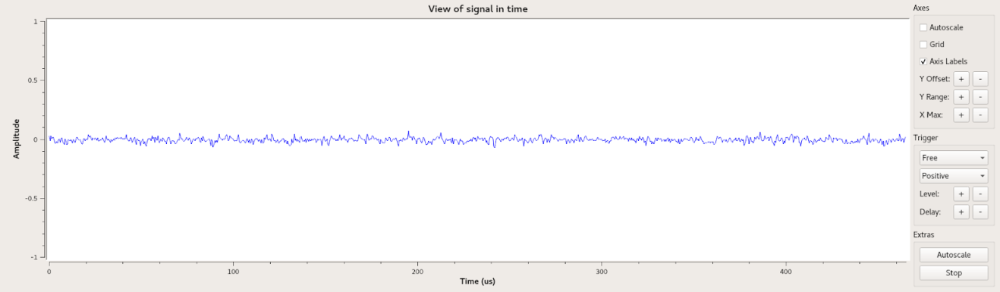 View of signal in time
Axes
1
0.5
0
-0.5
-1
Amplitude
0 100 200 300 400
Time (us)
Autoscale
Grid
Axis Labels
Y Offset: + -
Y Range: + -
X Max: + -
Trigger
Free
Positive
Level: + -
Delay: + -
Extras
Autoscale
Stop